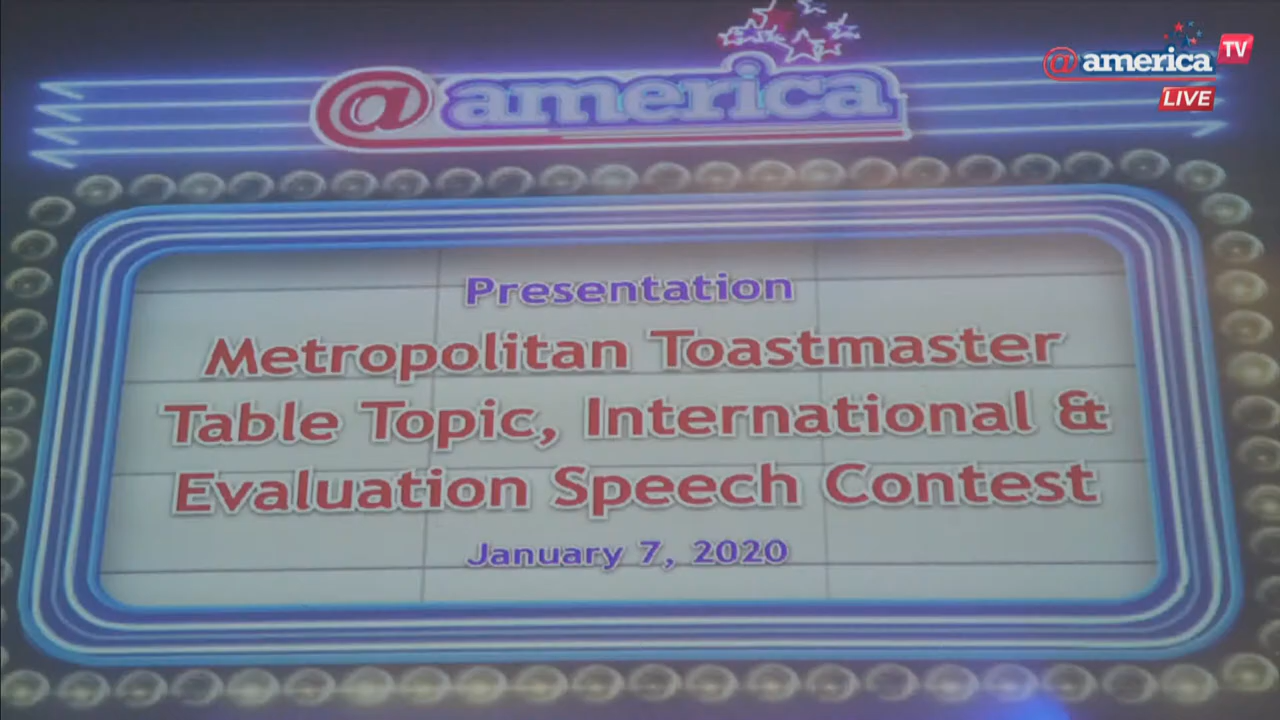 @america
@america TV
LIVE
Presentation
Metropolitan Toastmaster
Table Topic, International &
Evaluation Speech Contest
January 7, 2020